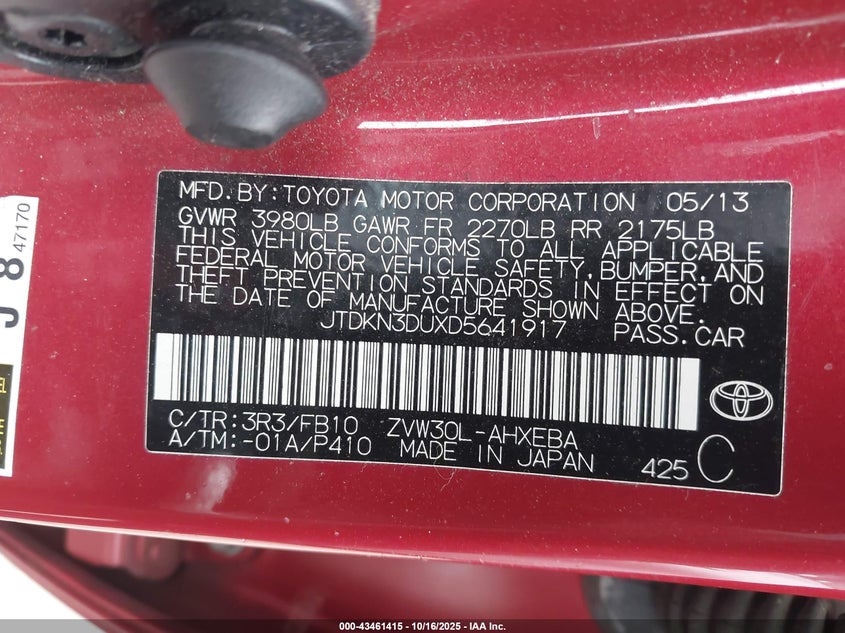 MFD.BY:TOYOTA MOTOR CORPORATION 05/13
GVWR 3980LB GAWR FR 2270LB RR 2175LB
THIS VEHICLE CONFORMS TO ALL APPLICABLE
FEDERAL MOTOR VEHICLE SAFETY,BUMPER,AND
THEFT PREVENTION STANDARDS IN EFFECT ON
THE DATE OF MANUFACTURE SHOWN ABOVE.
JTDKN3DUXD5641917 PASS.CAR
C/TR:3R3/FB10 ZVW30L-AHXEBA
A/TM:-01A/P410 MADE IN JAPAN
425 C
J 8
47170
000-43461415 - 10/16/2025 - IAA Inc.